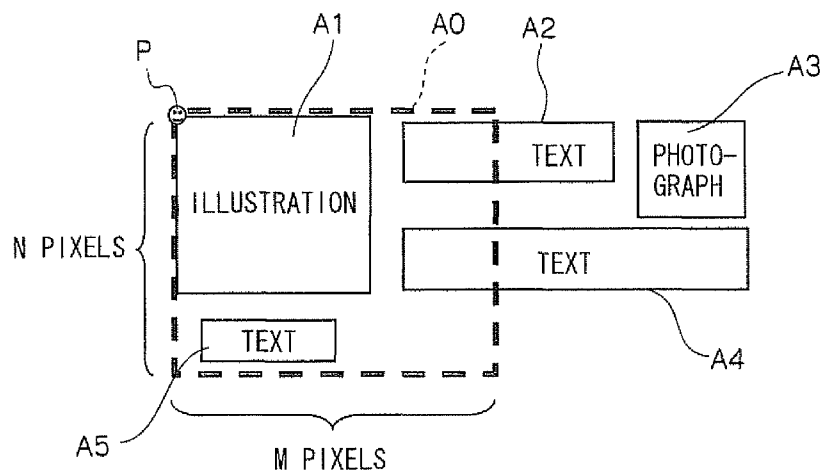 P
A1
A0
A2
A3
ILLUSTRATION
TEXT
PHOTO-
GRAPH
N PIXELS
TEXT
TEXT
A4
A5
M PIXELS